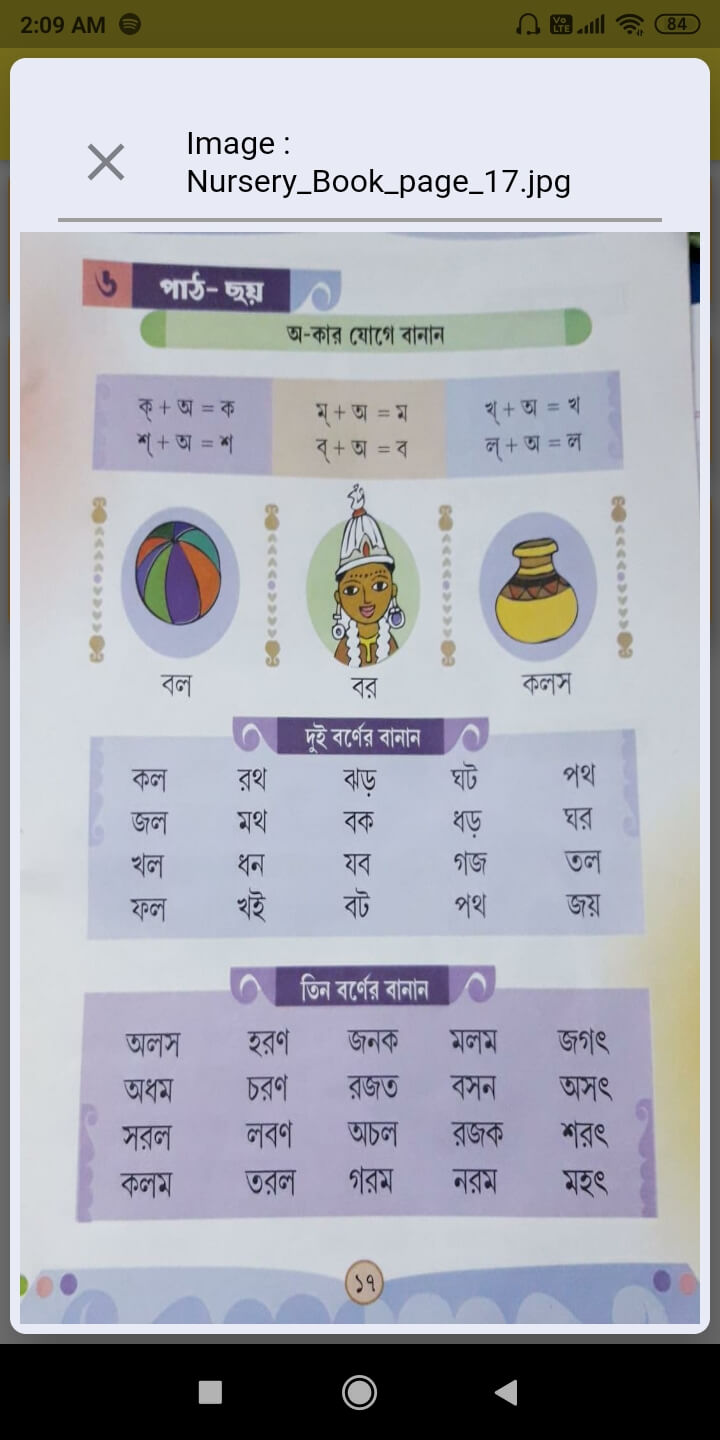 2:09 AM
Vo LTE
84
Image :
Nursery_Book_page_17.jpg
৬ পাঠ- ছয়
অ-কার যোগে বানান
ক্ + অ = ক ম্ + অ = ম খ্ + অ = খ
শ্ + অ = শ ব্ + অ = ব ল্ + অ = ল
বল বর কলস
দুই বর্ণের বানান
কল রথ ঝড় ঘট পথ
জল মথ বক ধড় ঘর
খল ধন যব গজ তল
ফল খই বট পথ জয়
তিন বর্ণের বানান
অলস হরণ জনক মলম জগৎ
অধম চরণ রজত বসন অসৎ
সরল লবণ অচল রজক শরৎ
কলম তরল গরম নরম মহৎ
১৭